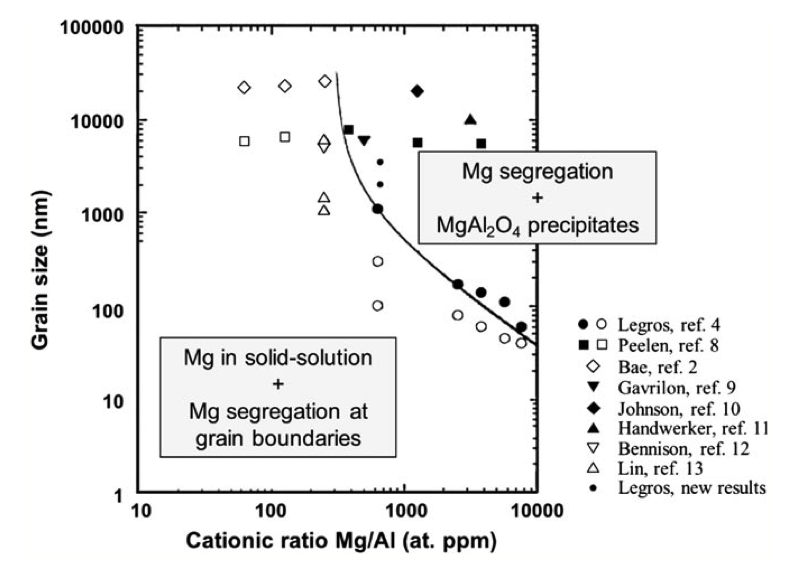 100000
10000
1000
100
10
1
Grain size (nm)
10
100
1000
10000
Cationic ratio Mg/Al (at. ppm)
Mg segregation
+
MgAl₂O₄ precipitates
Mg in solid-solution
+
Mg segregation at
grain boundaries
Legros, ref. 4
Peelen, ref. 8
Bae, ref. 2
Gavrilon, ref. 9
Johnson, ref. 10
Handwerker, ref. 11
Bennison, ref. 12
Lin, ref. 13
Legros, new results